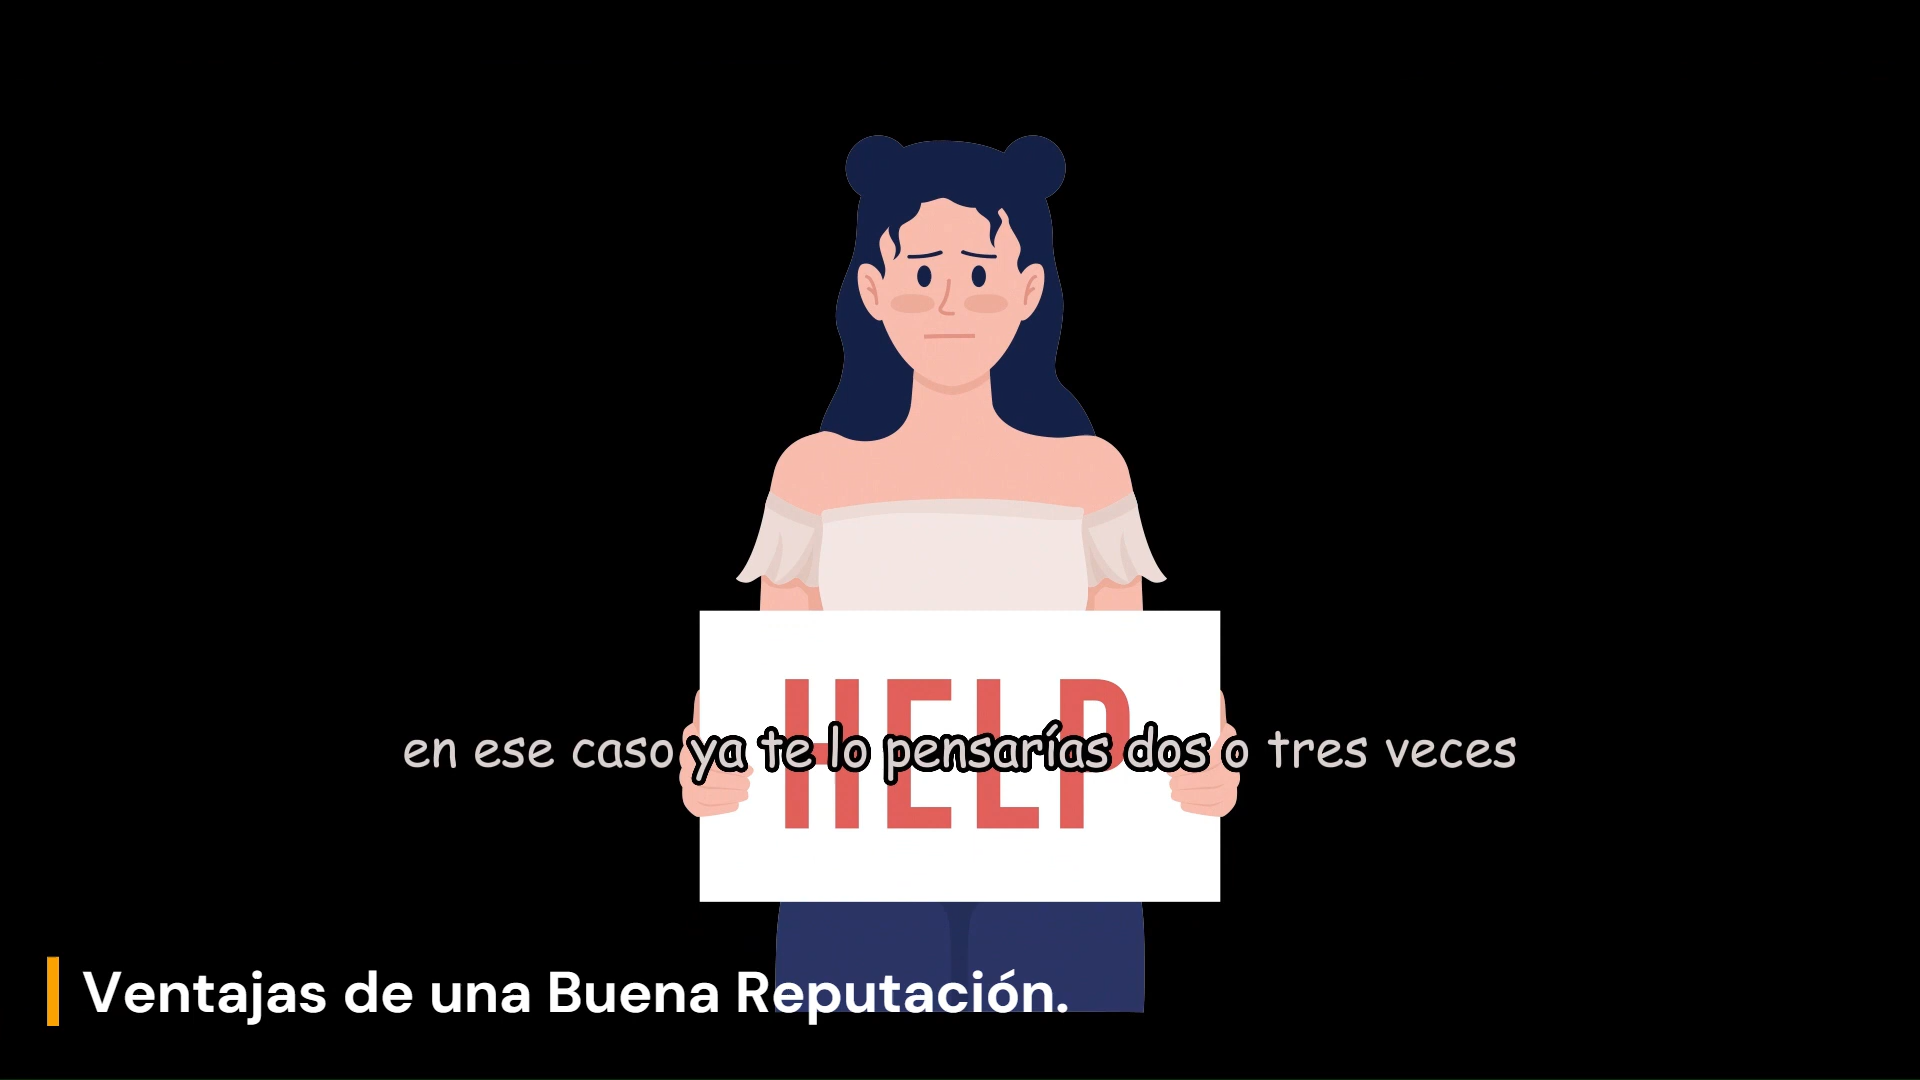 HELP
en ese caso ya te lo pensarías dos o tres veces
Ventajas de una Buena Reputación.